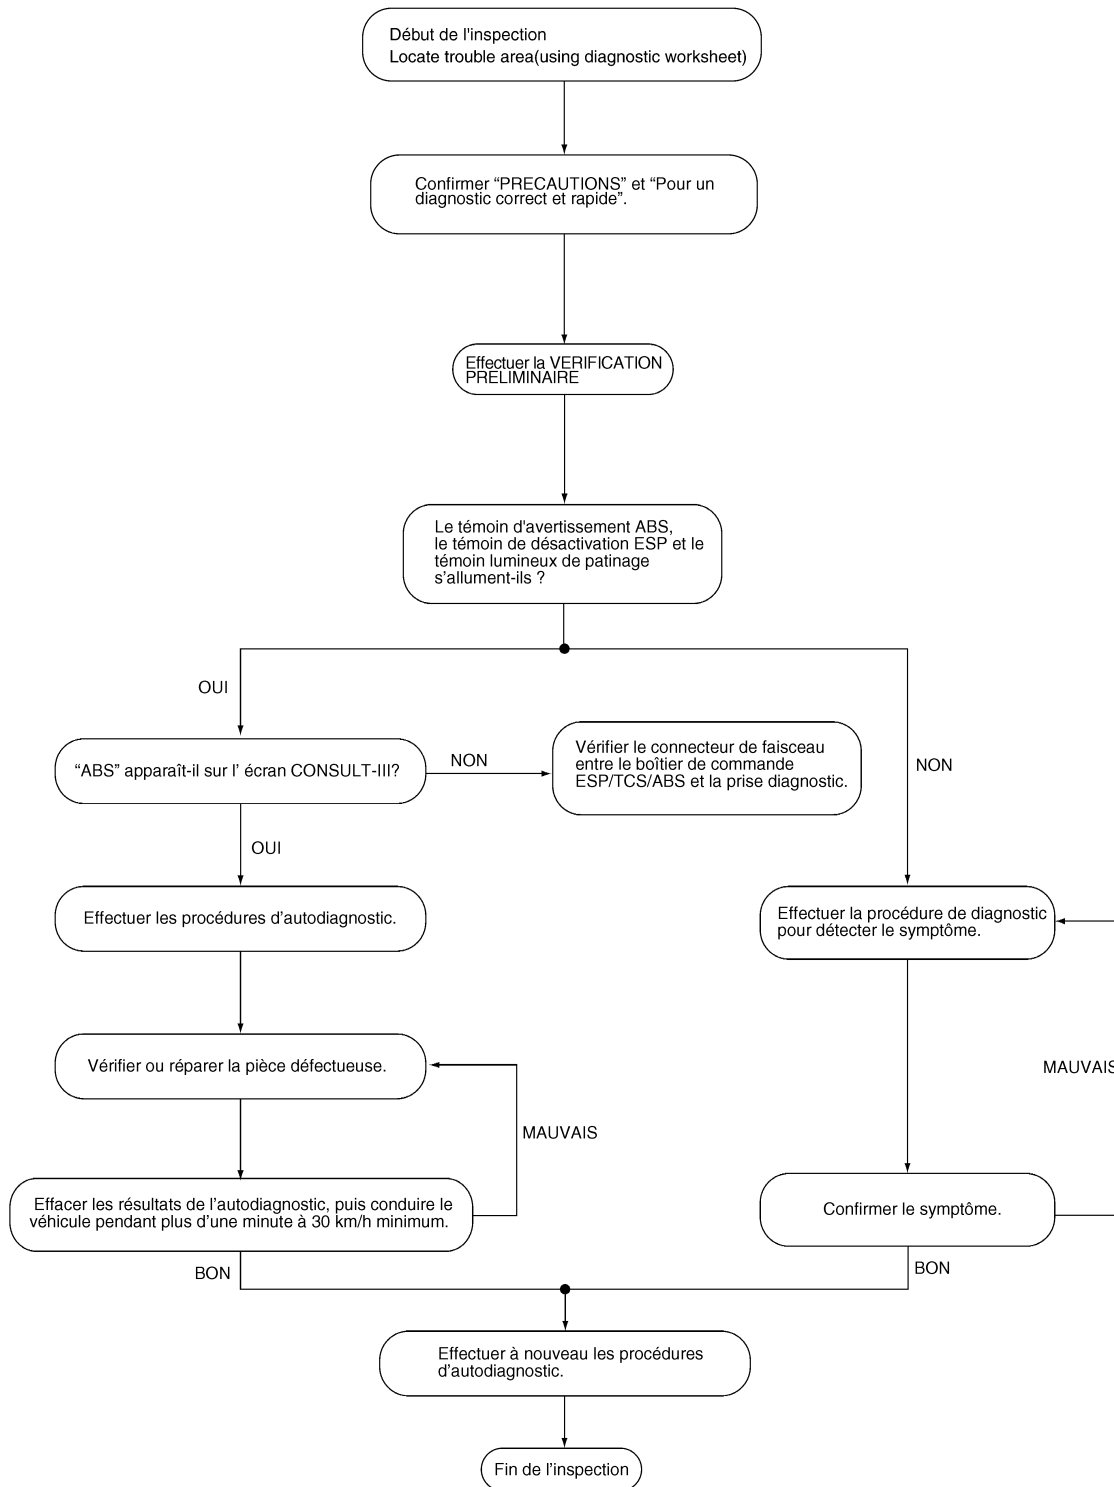 Début de l'inspection
Locate trouble area(using diagnostic worksheet)
Confirmer “PRECAUTIONS” et “Pour un
diagnostic correct et rapide”.
Effectuer la VERIFICATION
PRELIMINAIRE
Le témoin d'avertissement ABS,
le témoin de désactivation ESP et le
témoin lumineux de patinage
s’allument-ils ?
OUI
“ABS” apparaît-il sur l’ écran CONSULT-III?
NON
Vérifier le connecteur de faisceau
entre le boîtier de commande
ESP/TCS/ABS et la prise diagnostic.
NON
OUI
Effectuer les procédures d’autodiagnostic.
Effectuer la procédure de diagnostic
pour détecter le symptôme.
Vérifier ou réparer la pièce défectueuse.
MAUVAIS
MAUVAIS
Effacer les résultats de l’autodiagnostic, puis conduire le
véhicule pendant plus d’une minute à 30 km/h minimum.
Confirmer le symptôme.
BON
BON
Effectuer à nouveau les procédures
d’autodiagnostic.
Fin de l’inspection